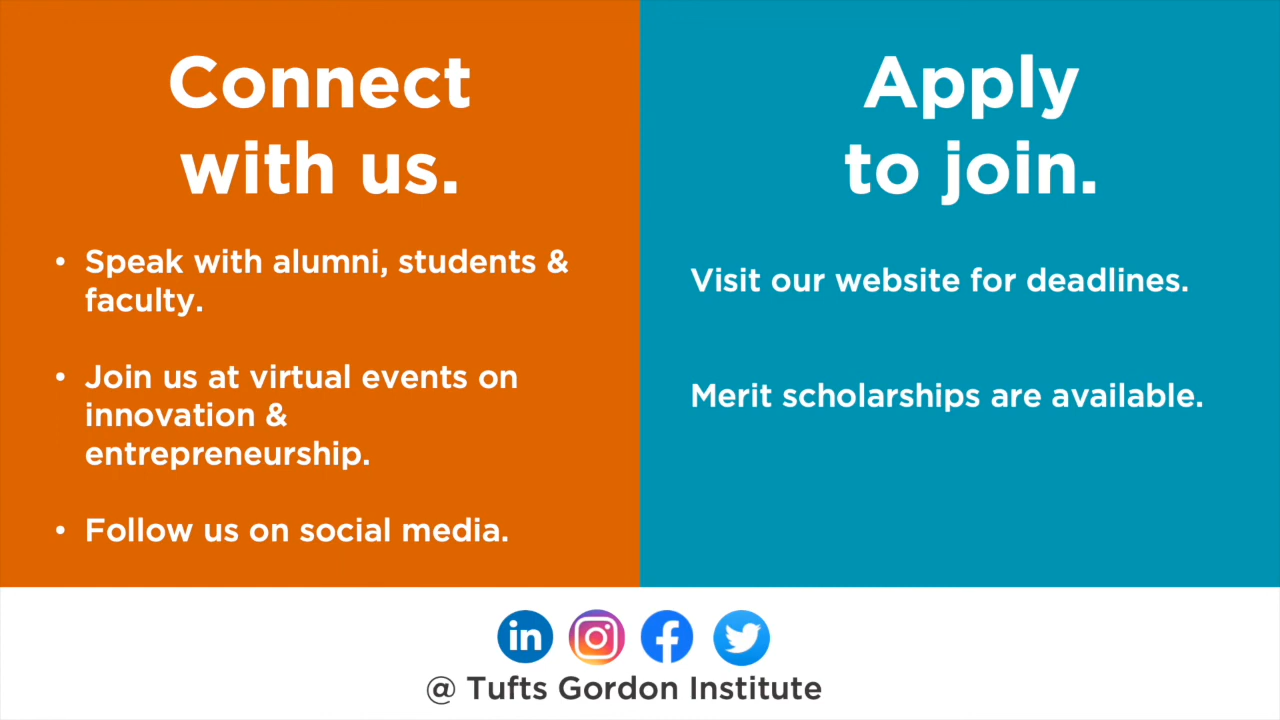 Connect
with us.
• Speak with alumni, students &
faculty.
• Join us at virtual events on
innovation &
entrepreneurship.
• Follow us on social media.
Apply
to join.
Visit our website for deadlines.
Merit scholarships are available.
in
@ Tufts Gordon Institute